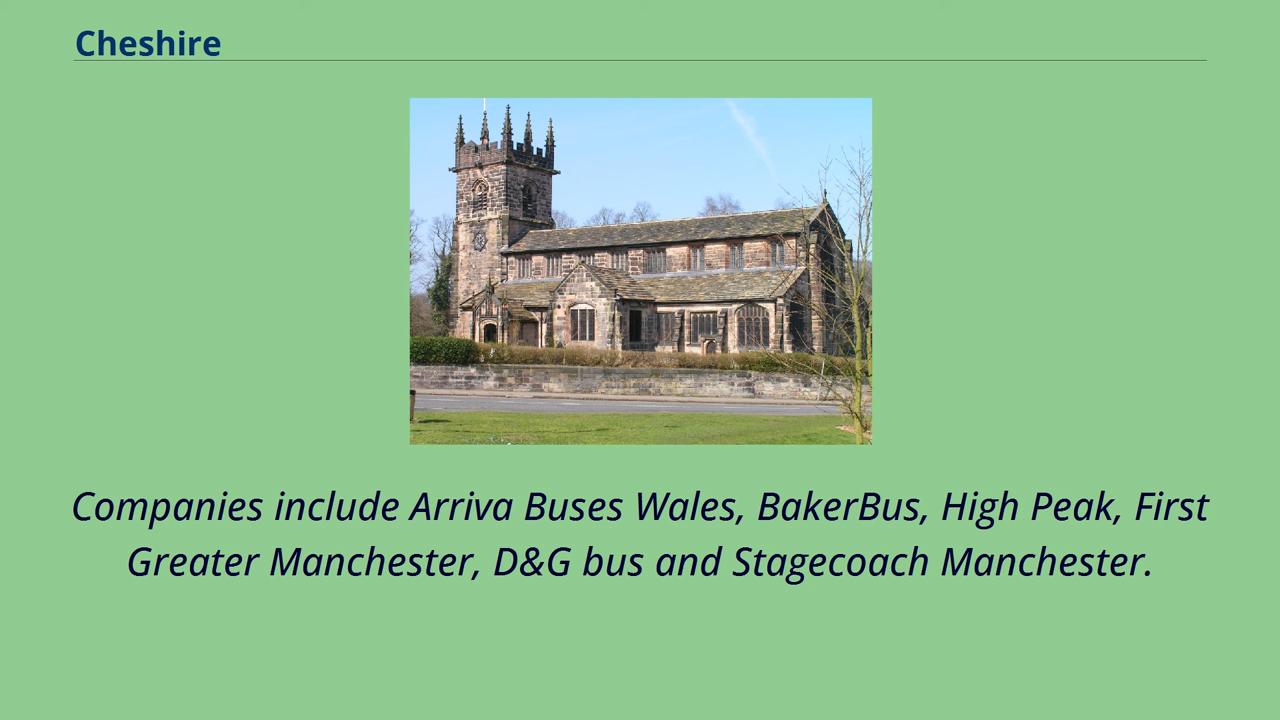 Cheshire
Companies include Arriva Buses Wales, BakerBus, High Peak, First
Greater Manchester, D&G bus and Stagecoach Manchester.